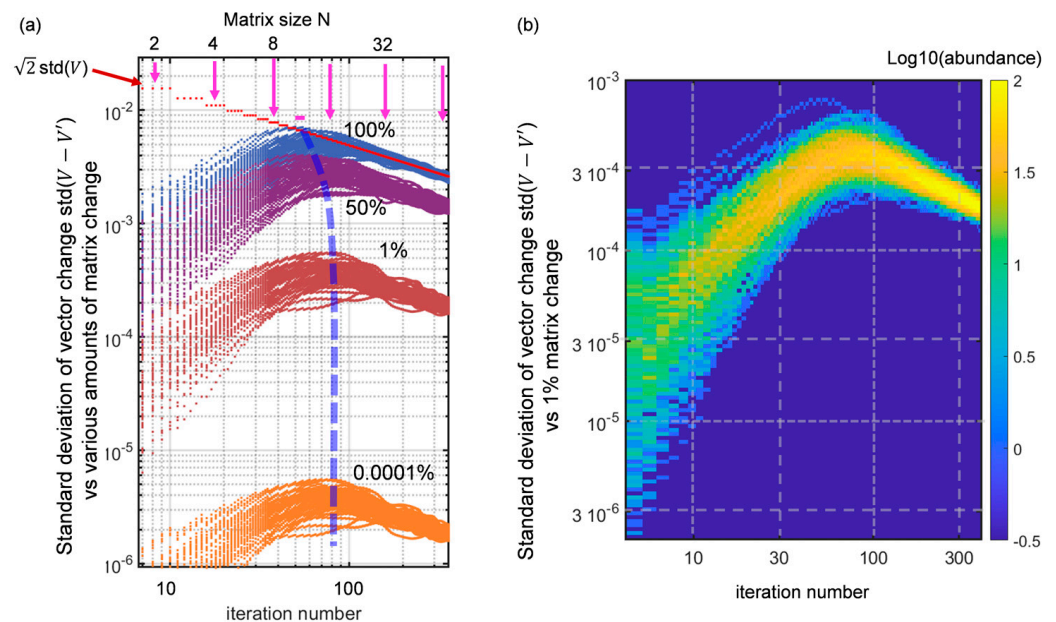 (a)
Matrix size N
2 4 8 32
√2 std(V)
10⁻²
10⁻³
10⁻⁴
10⁻⁵
10⁻⁶
100%
50%
1%
0.0001%
Standard deviation of vector change std(V − V')
vs various amounts of matrix change
10 100
iteration number
(b)
Log10(abundance)
10⁻³
3 10⁻⁴
10⁻⁴
3 10⁻⁵
10⁻⁵
3 10⁻⁶
Standard deviation of vector change std(V − V')
vs 1% matrix change
10 30 100 300
iteration number
2
1.5
1
0.5
0
-0.5